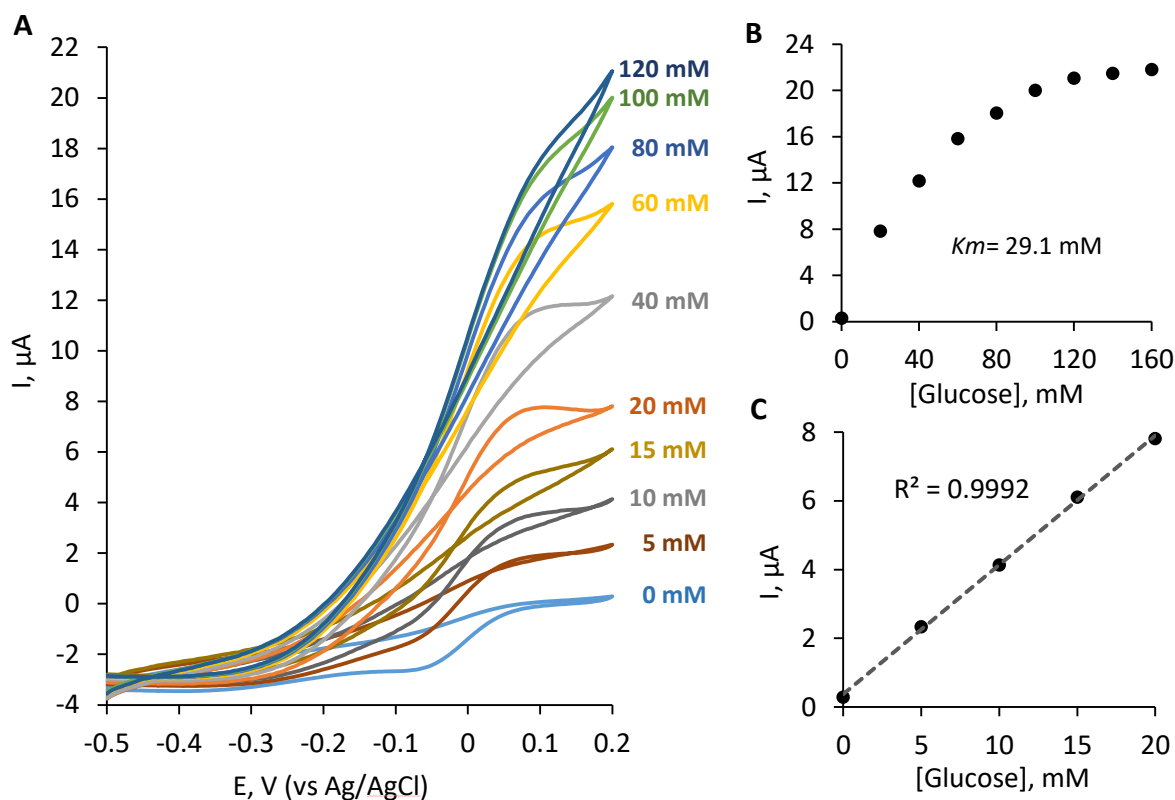 A
22
20
18
16
14
12
10
8
6
4
2
0
-2
-4
I, µA
-0.5 -0.4 -0.3 -0.2 -0.1 0 0.1 0.2
E, V (vs Ag/AgCl)
120 mM
100 mM
80 mM
60 mM
40 mM
20 mM
15 mM
10 mM
5 mM
0 mM
B
24
20
16
12
8
4
0
I, µA
Km= 29.1 mM
0 40 80 120 160
[Glucose], mM
C
8
6
4
2
0
I, µA
R² = 0.9992
0 5 10 15 20
[Glucose], mM